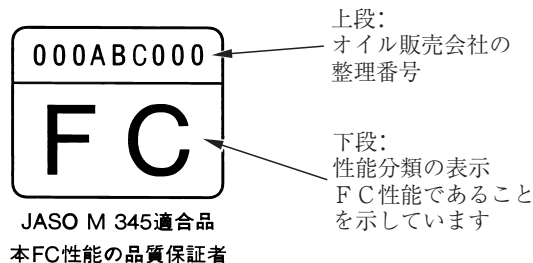 000ABC000
FC
JASO M 345適合品
本FC性能の品質保証者
上段:
オイル販売会社の
整理番号
下段:
性能分類の表示
ＦＣ性能であること
を示しています